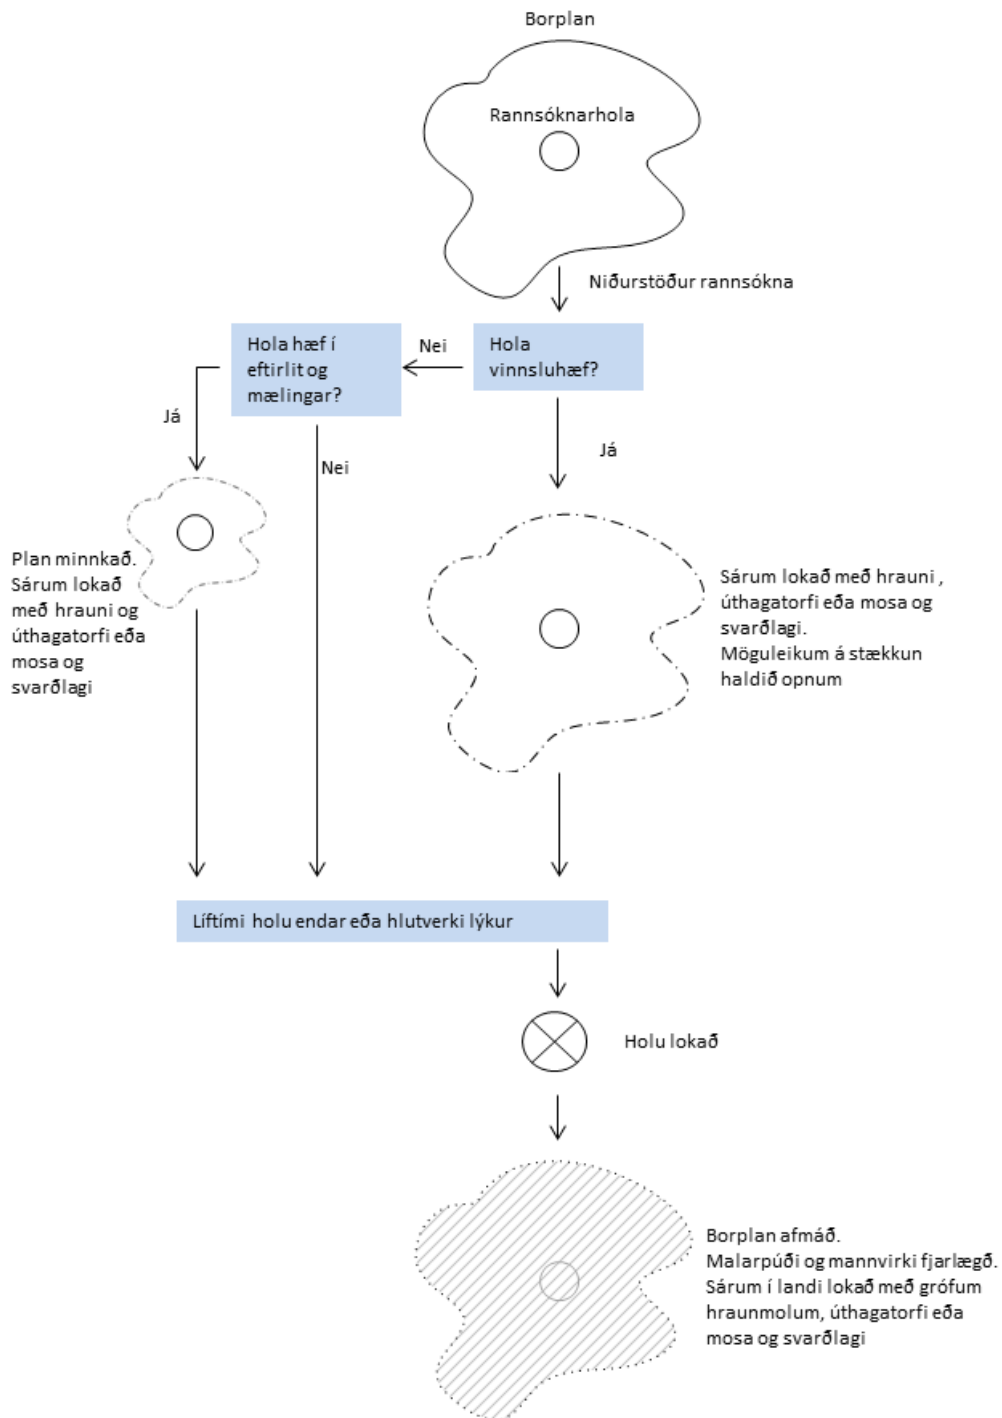 Borplan
Rannsóknarhola
Niðurstöður rannsókna
Hola
vinnsluhæf?
Nei
Hola hæf í
eftirlit og
mælingar?
Já
Nei
Já
Plan minnkað.
Sárum lokað
með hrauni og
úthagatorfi eða
mosa og
svarðlagi
Sárum lokað með hrauni ,
úthagatorfi eða mosa og
svarðlagi.
Möguleikum á stækkun
haldið opnum
Líftími holu endar eða hlutverki lýkur
Holu lokað
Borplan afmáð.
Malarpúði og mannvirki fjarlægð.
Sárum í landi lokað með grófum
hraunmolum, úthagatorfi eða
mosa og svarðlagi